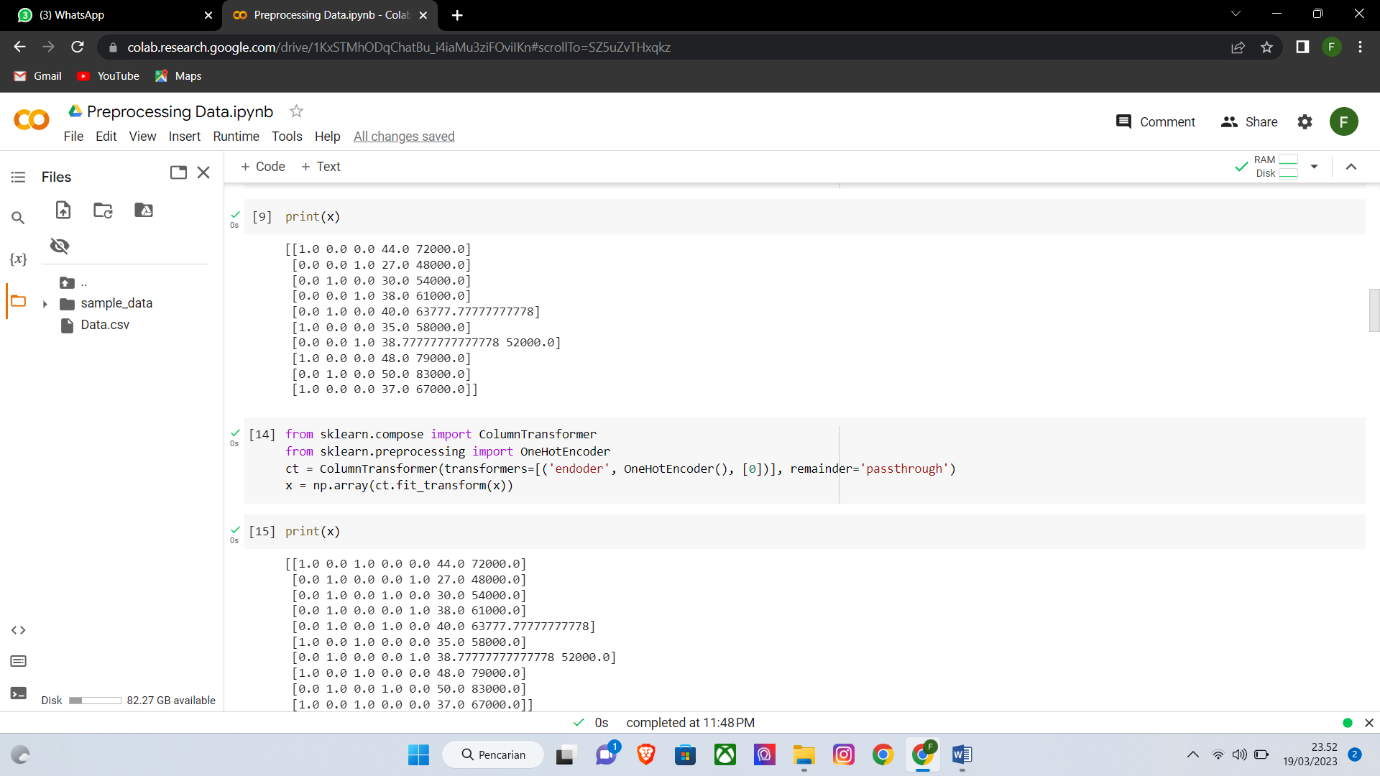 (3) WhatsApp
Preprocessing Data.ipynb - Colab
colab.research.google.com/drive/1KxSTMhODqChatBu_i4iaMu3ziFOvilKn#scrollTo=SZ5uZvTHxqkz
F
Gmail YouTube Maps
Preprocessing Data.ipynb
File Edit View Insert Runtime Tools Help All changes saved
Comment Share F
Files
+ Code + Text
RAM
Disk
{x}
..
sample_data
Data.csv
0s
[9] print(x)
[[1.0 0.0 0.0 44.0 72000.0]
[0.0 0.0 1.0 27.0 48000.0]
[0.0 1.0 0.0 30.0 54000.0]
[0.0 0.0 1.0 38.0 61000.0]
[0.0 1.0 0.0 40.0 63777.77777777778]
[1.0 0.0 0.0 35.0 58000.0]
[0.0 0.0 1.0 38.77777777777778 52000.0]
[1.0 0.0 0.0 48.0 79000.0]
[0.0 1.0 0.0 50.0 83000.0]
[1.0 0.0 0.0 37.0 67000.0]]
0s
[14] from sklearn.compose import ColumnTransformer
from sklearn.preprocessing import OneHotEncoder
ct = ColumnTransformer(transformers=[('endoder', OneHotEncoder(), [0])], remainder='passthrough')
x = np.array(ct.fit_transform(x))
0s
[15] print(x)
[[1.0 0.0 1.0 0.0 0.0 44.0 72000.0]
[0.0 1.0 0.0 0.0 1.0 27.0 48000.0]
[0.0 1.0 0.0 1.0 0.0 30.0 54000.0]
[0.0 1.0 0.0 0.0 1.0 38.0 61000.0]
[0.0 1.0 0.0 1.0 0.0 40.0 63777.77777777778]
[1.0 0.0 1.0 0.0 0.0 35.0 58000.0]
[0.0 1.0 0.0 0.0 1.0 38.77777777777778 52000.0]
[1.0 0.0 1.0 0.0 0.0 48.0 79000.0]
[0.0 1.0 0.0 1.0 0.0 50.0 83000.0]
[1.0 0.0 1.0 0.0 0.0 37.0 67000.0]]
Disk 82.27 GB available
0s completed at 11:48 PM
Pencarian
1
F
23.52
19/03/2023
2